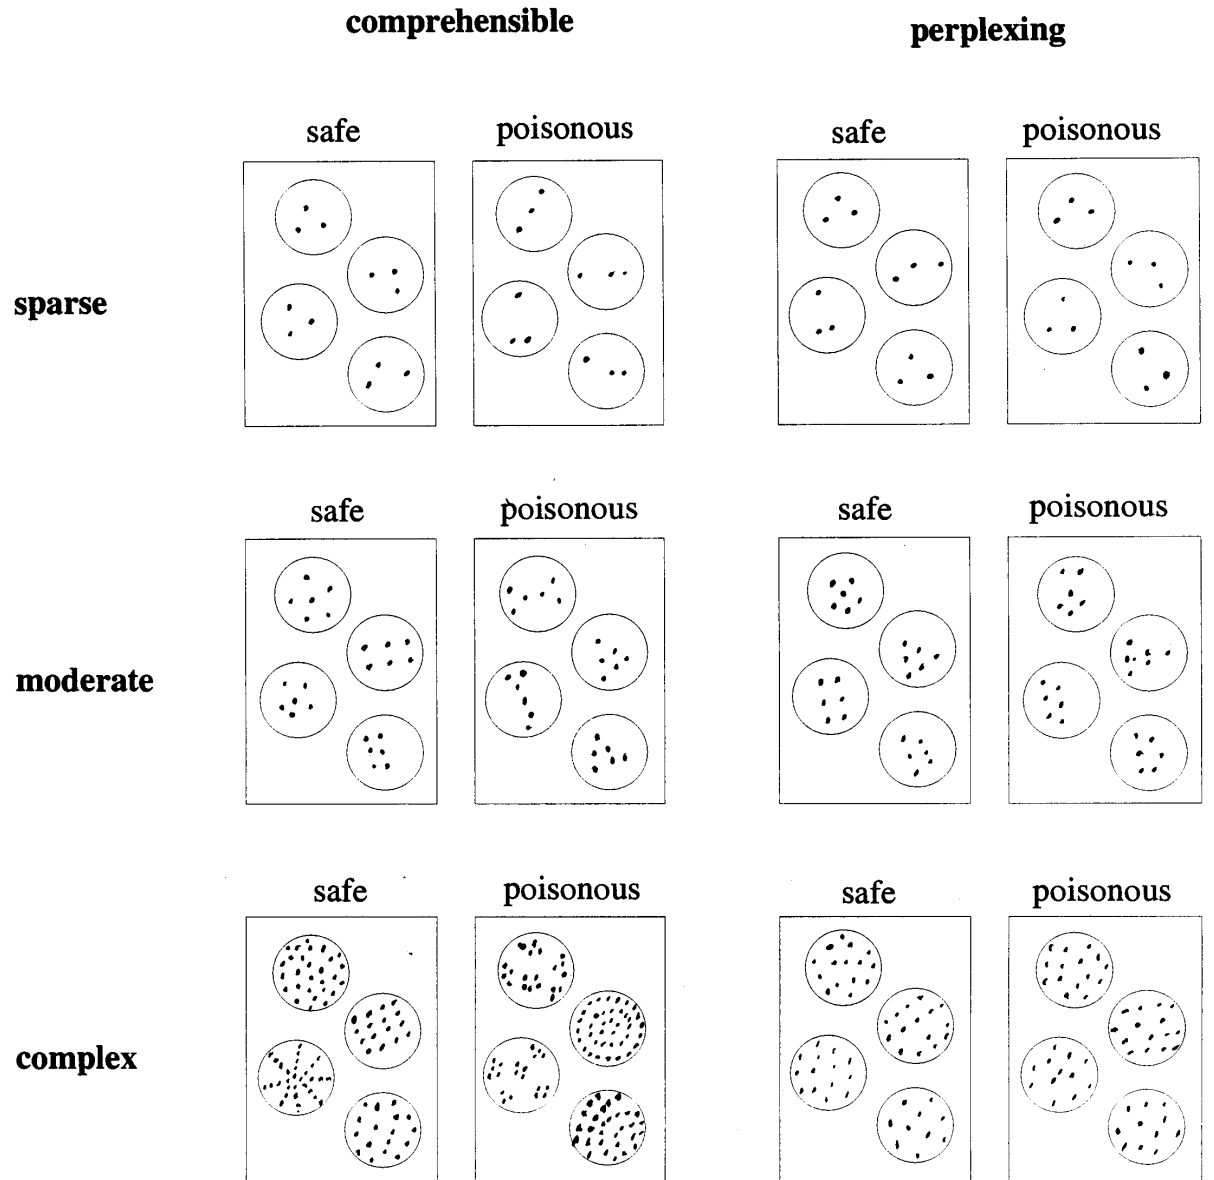 comprehensible perplexing
safe poisonous safe poisonous
sparse
safe poisonous safe poisonous
moderate
safe poisonous safe poisonous
complex